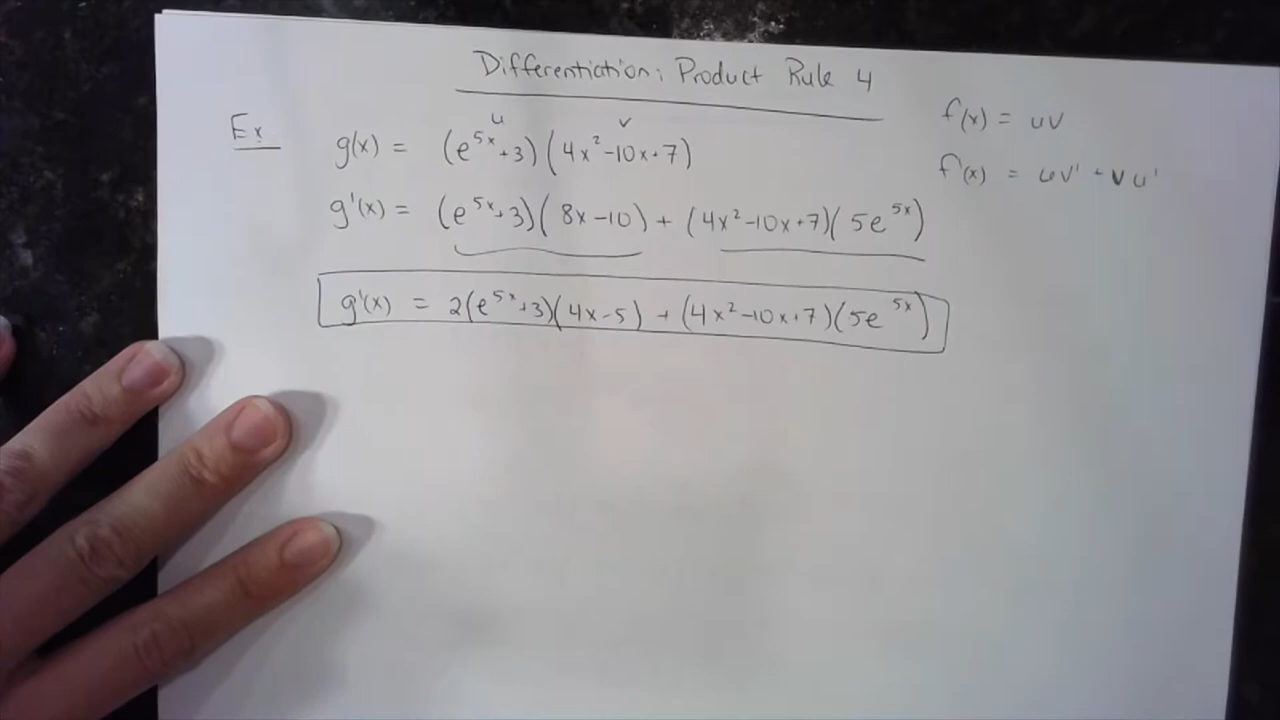 Differentiation: Product Rule 4
f(x) = uv
f'(x) = uv' + vu'
Ex
u v
g(x) = (e^{5x}+3)(4x²-10x+7)
g'(x) = (e^{5x}+3)(8x-10) + (4x²-10x+7)(5e^{5x})
g'(x) = 2(e^{5x}+3)(4x-5) + (4x²-10x+7)(5e^{5x})